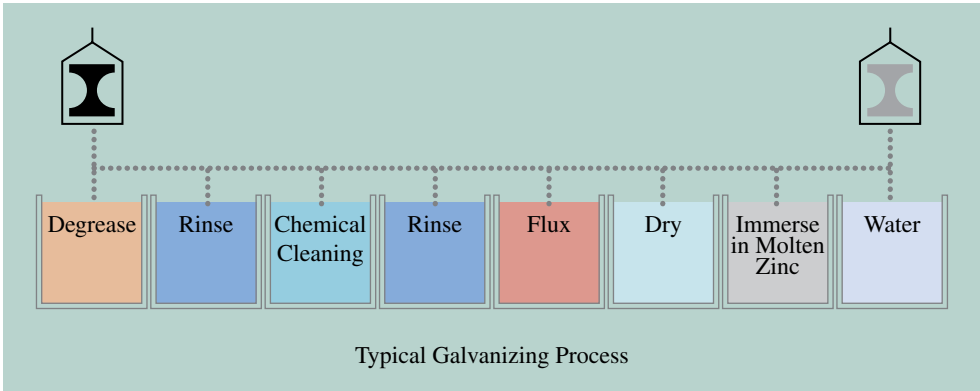 Degrease
Rinse
Chemical
Cleaning
Rinse
Flux
Dry
Immerse
in Molten
Zinc
Water
Typical Galvanizing Process